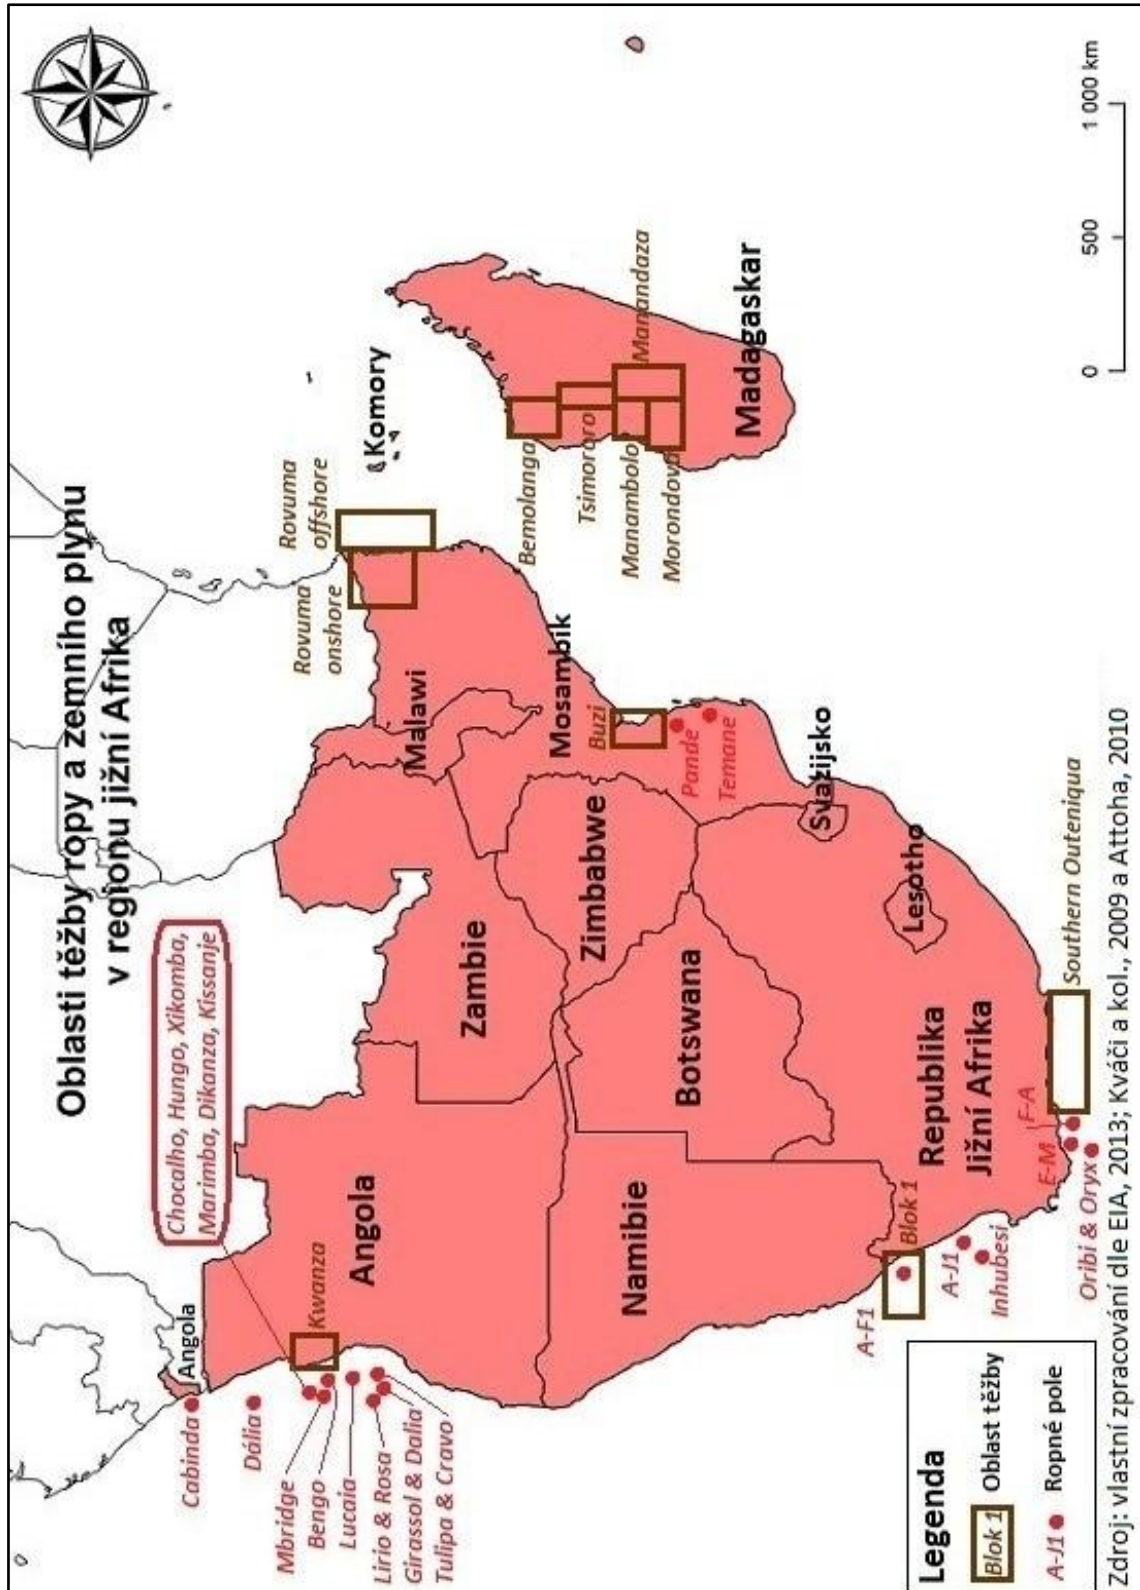 Oblasti těžby ropy a zemního plynu
v regionu jižní Afrika
Chocalho, Hungo, Xikomba,
Marimba, Dikanza, Kissanje
Cabinda
Angola
Dália
Mbridge
Bengo
Lucaia
Lirio & Rosa
Girassol & Dalia
Tulipa & Cravo
Kwanza
Angola
Zambie
Malawi
Rovuma
onshore
Rovuma
offshore
Komory
Mosambik
Bemolanga
Tsimororo
Manambolo
Morondova
Manandaza
Madagaskar
Namibie
Botswana
Zimbabwe
Buzi
Pande
Temane
Svazijsko
Lesotho
Republika
Jižní Afrika
A-F1
Blok 1
A-J1
Inhubesi
E-M
F-A
Oribi & Oryx
Southern Outeniqua
0
500
1 000 km
Legenda
Blok 1
Oblast těžby
A-J1
Ropné pole
Zdroj: vlastní zpracování dle EIA, 2013; Kváči a kol., 2009 a Attoha, 2010